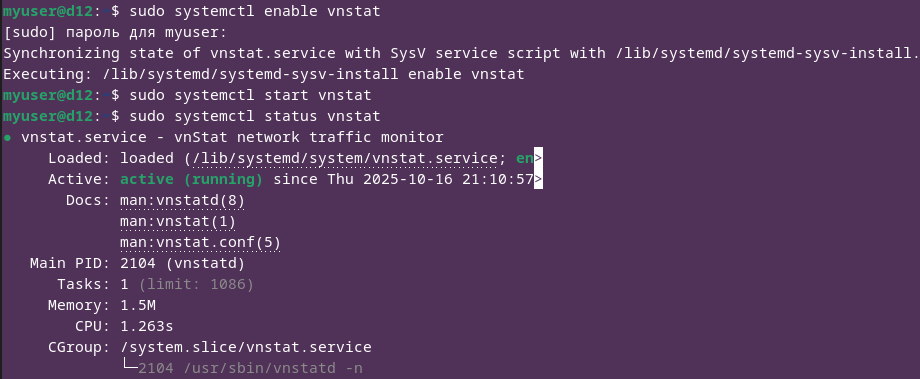 myuser@d12: $ sudo systemctl enable vnstat
[sudo] пароль для myuser:
Synchronizing state of vnstat.service with SysV service script with /lib/systemd/systemd-sysv-install.
Executing: /lib/systemd/systemd-sysv-install enable vnstat
myuser@d12: $ sudo systemctl start vnstat
myuser@d12: $ sudo systemctl status vnstat
● vnstat.service - vnStat network traffic monitor
     Loaded: loaded (/lib/systemd/system/vnstat.service; en>
     Active: active (running) since Thu 2025-10-16 21:10:57>
       Docs: man:vnstatd(8)
             man:vnstat(1)
             man:vnstat.conf(5)
   Main PID: 2104 (vnstatd)
      Tasks: 1 (limit: 1086)
     Memory: 1.5M
        CPU: 1.263s
     CGroup: /system.slice/vnstat.service
             └─2104 /usr/sbin/vnstatd -n